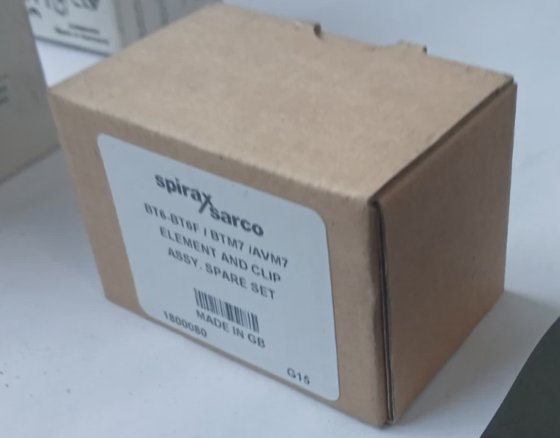 spirax
sarco
BT6-BT6F / BTM7 /AVM7
ELEMENT AND CLIP
ASSY. SPARE SET
MADE IN GB
1800080
G15